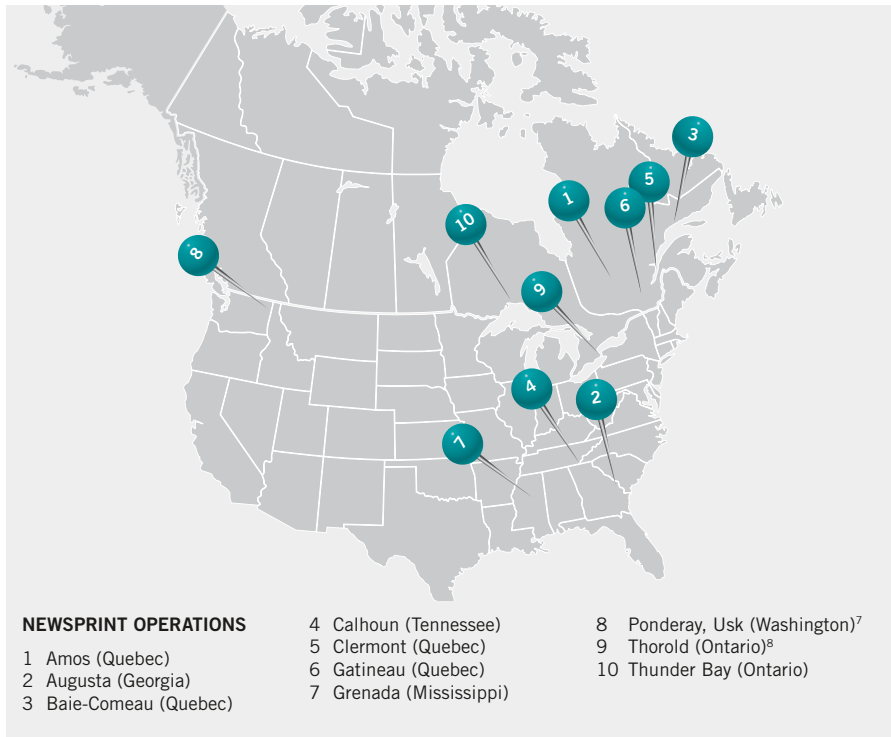 3
5
1
6
10
8
9
4
2
7
NEWSPRINT OPERATIONS
1 Amos (Quebec)
2 Augusta (Georgia)
3 Baie-Comeau (Quebec)
4 Calhoun (Tennessee)
5 Clermont (Quebec)
6 Gatineau (Quebec)
7 Grenada (Mississippi)
8 Ponderay, Usk (Washington)⁷
9 Thorold (Ontario)⁸
10 Thunder Bay (Ontario)